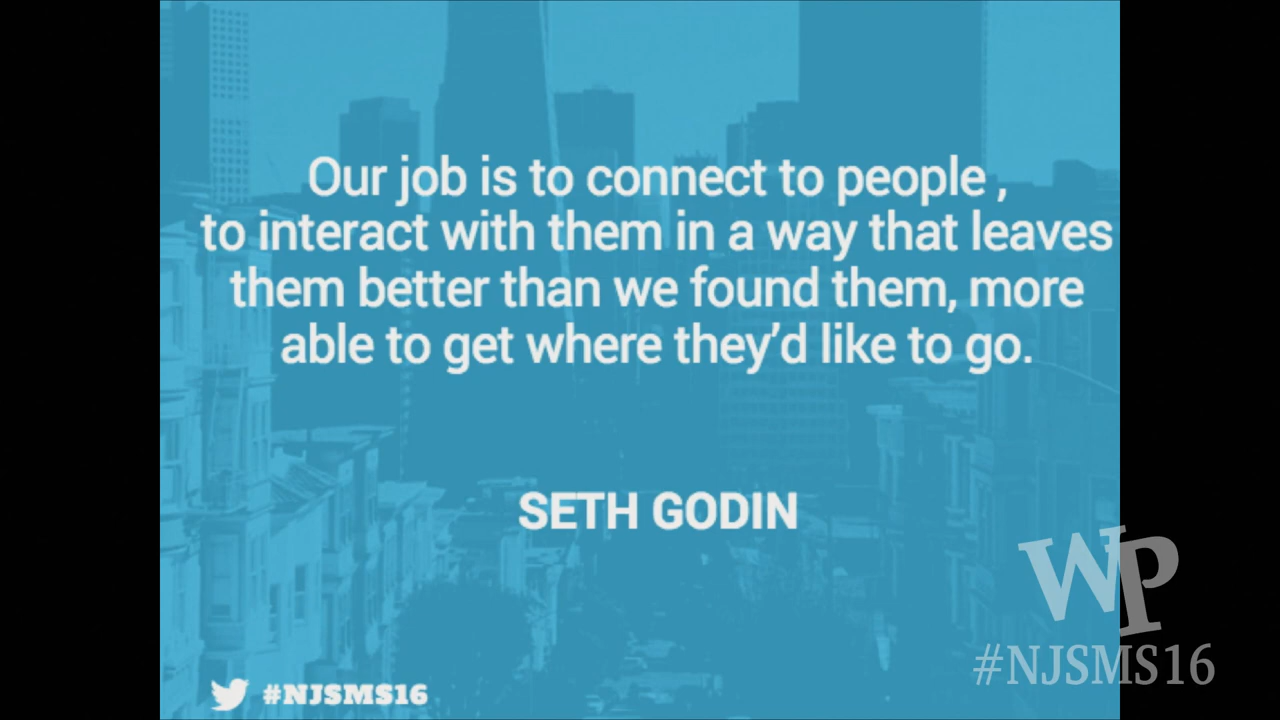 Our job is to connect to people ,
to interact with them in a way that leaves
them better than we found them, more
able to get where they’d like to go.
SETH GODIN
WP
#NJSMS16
#NJSMS16